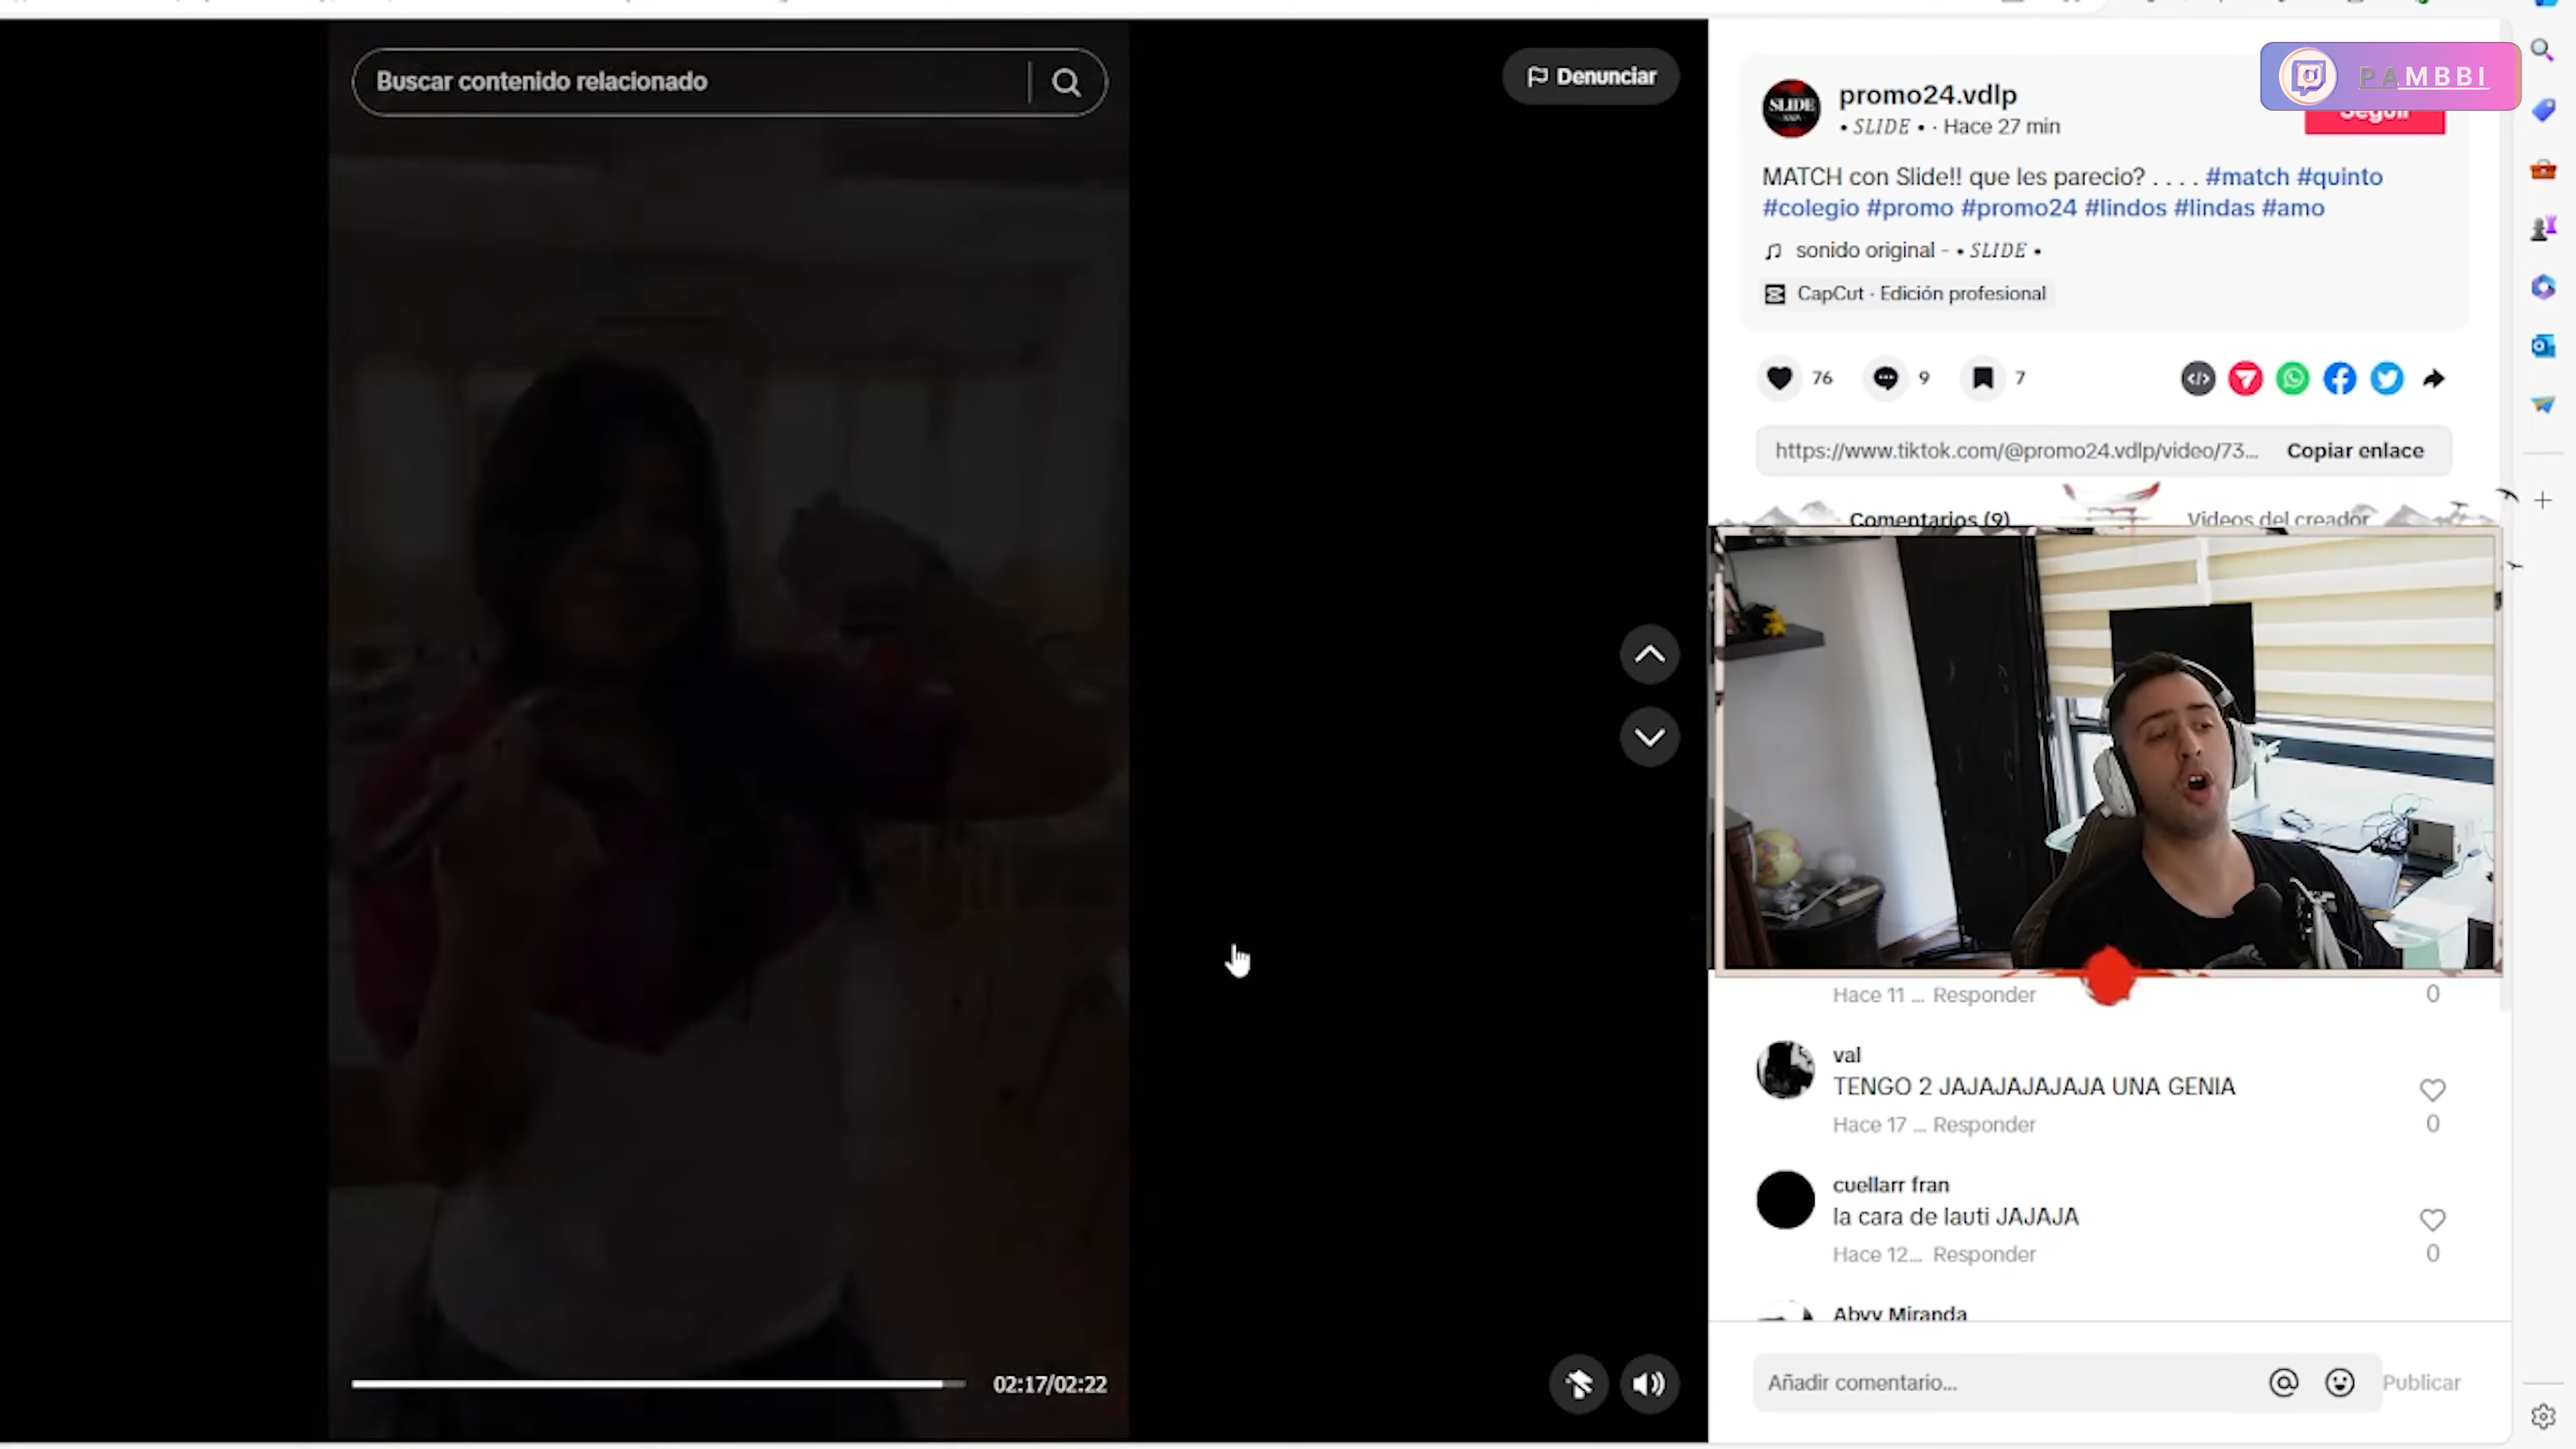 Buscar contenido relacionado
Denunciar
PAMBBI
SLIDE
promo24.vdlp
• SLIDE • · Hace 27 min
Seguir
MATCH con Slide!! que les parecio? . . . . #match #quinto
#colegio #promo #promo24 #lindos #lindas #amo
sonido original - • SLIDE •
CapCut · Edición profesional
76
9
7
https://www.tiktok.com/@promo24.vdlp/video/73...
Copiar enlace
Comentarios (9)
Videos del creador
Hace 11 ... Responder
0
val
TENGO 2 JAJAJAJAJAJA UNA GENIA
Hace 17 ... Responder
0
cuellarr fran
la cara de lauti JAJAJA
Hace 12... Responder
0
Abyy Miranda
02:17/02:22
Añadir comentario...
Publicar